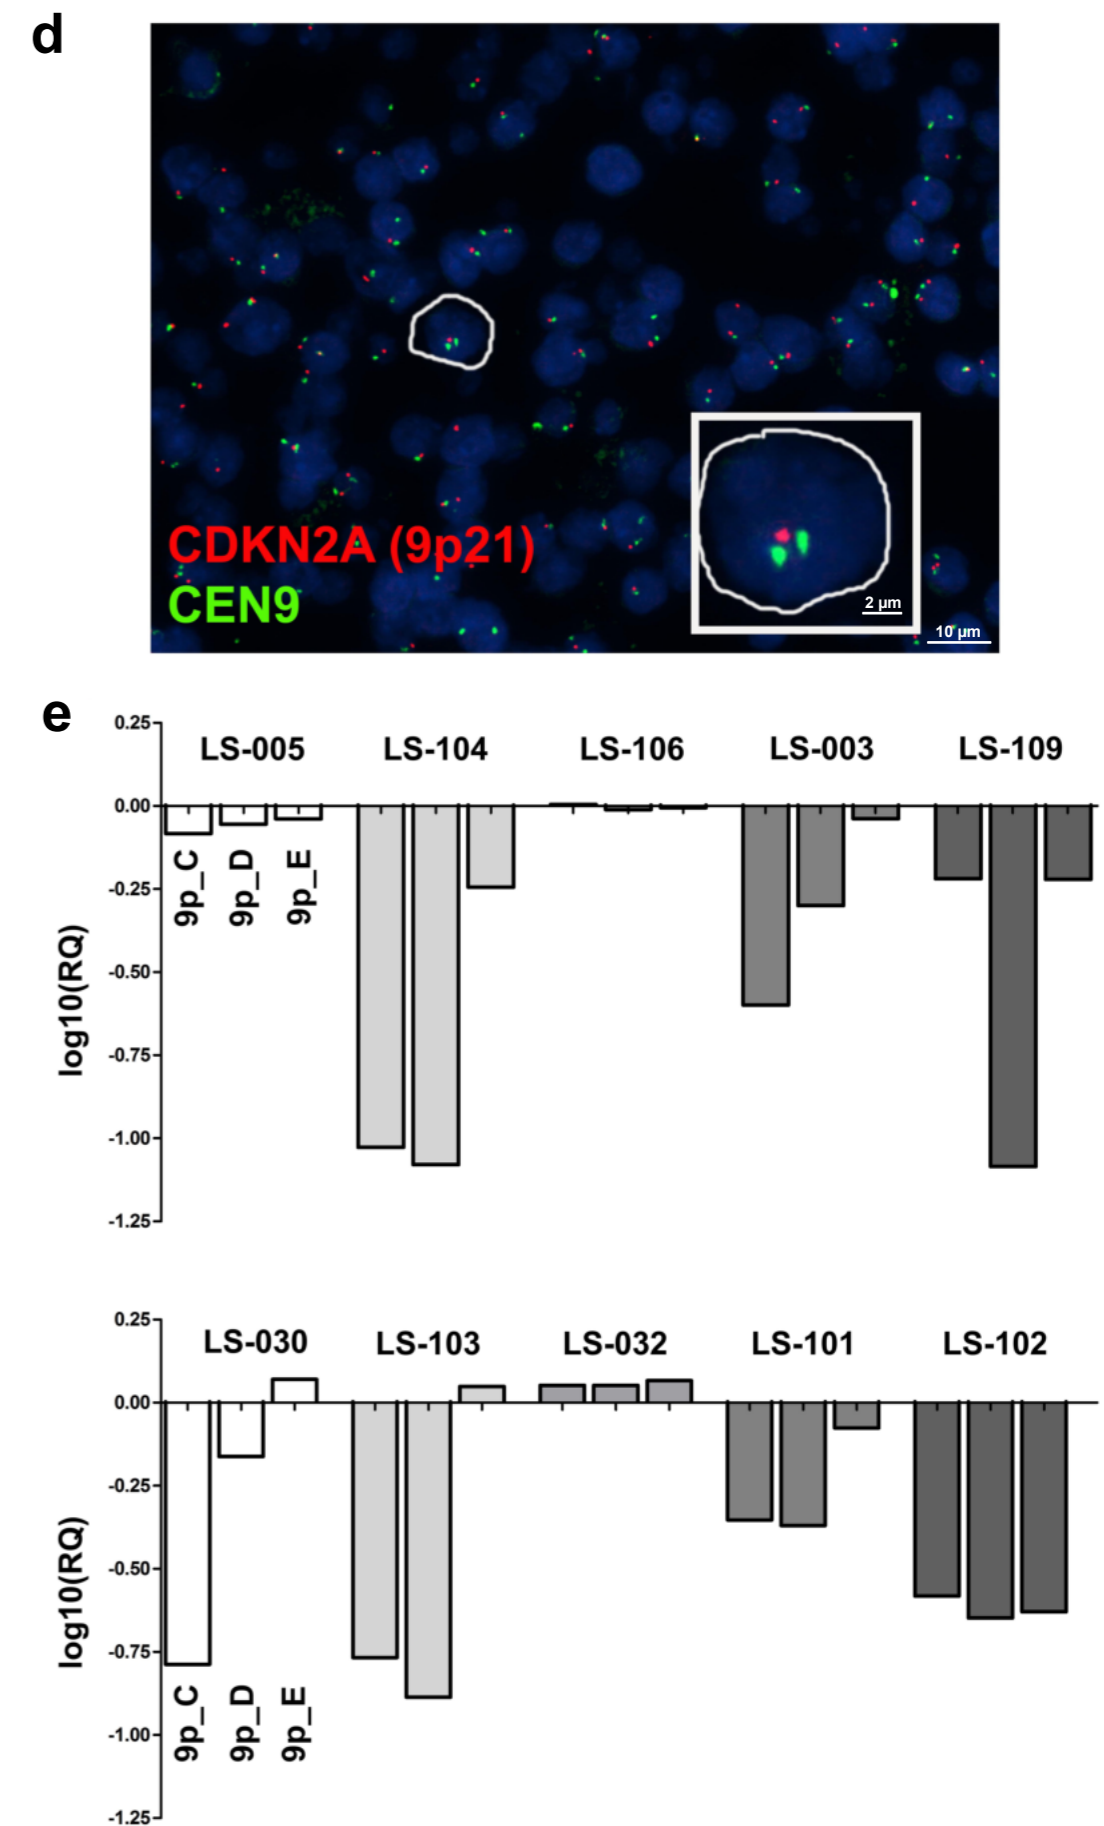 d
CDKN2A (9p21)
CEN9
2 µm
10 µm
e
0.25
LS-005 LS-104 LS-106 LS-003 LS-109
0.00
9p_C 9p_D 9p_E
-0.25
-0.50
log10(RQ)
-0.75
-1.00
-1.25
0.25
LS-030 LS-103 LS-032 LS-101 LS-102
0.00
-0.25
-0.50
log10(RQ)
-0.75
9p_C 9p_D 9p_E
-1.00
-1.25